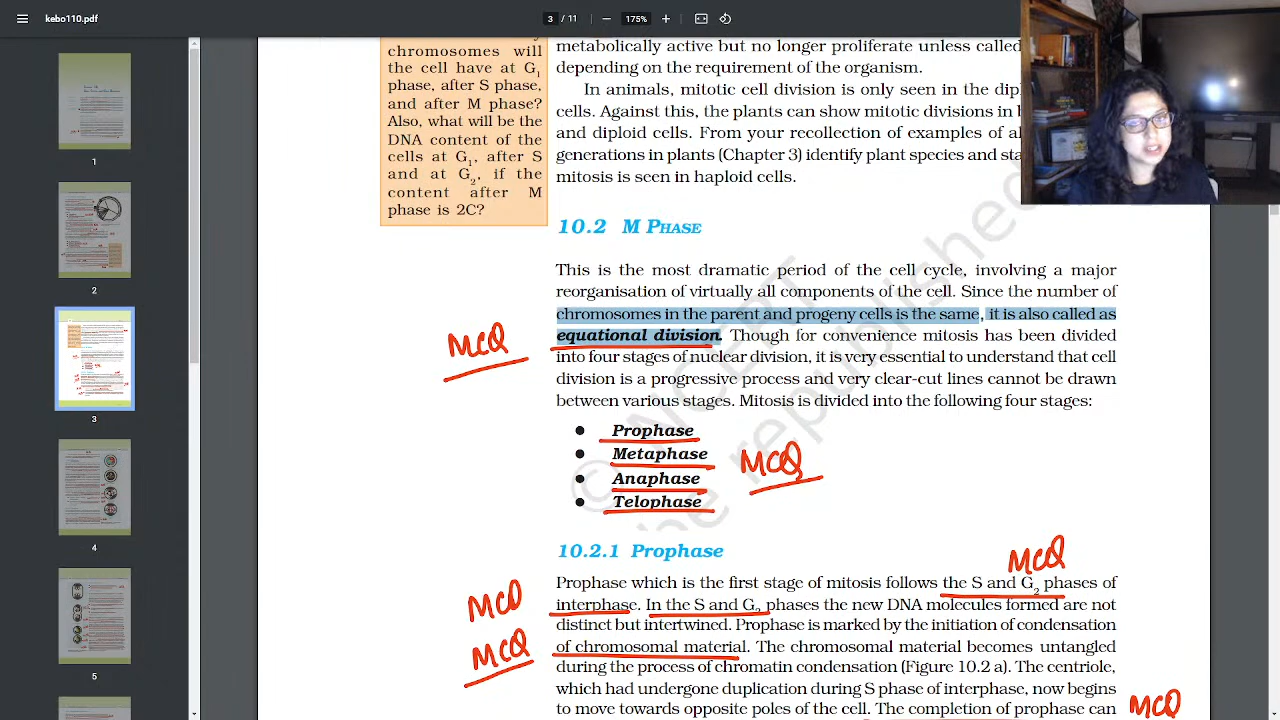 kebo110.pdf
3 / 11
175%
chromosomes will
the cell have at G1
phase, after S phase,
and after M phase?
Also, what will be the
DNA content of the
cells at G1, after S
and at G2, if the
content after M
phase is 2C?
metabolically active but no longer proliferate unless called
depending on the requirement of the organism.
In animals, mitotic cell division is only seen in the dip
cells. Against this, the plants can show mitotic divisions in
and diploid cells. From your recollection of examples of al
generations in plants (Chapter 3) identify plant species and sta
mitosis is seen in haploid cells.
10.2 M PHASE
This is the most dramatic period of the cell cycle, involving a major
reorganisation of virtually all components of the cell. Since the number of
chromosomes in the parent and progeny cells is the same, it is also called as
equational division. Though for convenience mitosis has been divided
into four stages of nuclear division, it is very essential to understand that cell
division is a progressive process and very clear-cut lines cannot be drawn
between various stages. Mitosis is divided into the following four stages:
MCQ
● Prophase
● Metaphase
● Anaphase
● Telophase
MCQ
10.2.1 Prophase
MCQ
Prophase which is the first stage of mitosis follows the S and G2 phases of
interphase. In the S and G2 phases the new DNA molecules formed are not
distinct but intertwined. Prophase is marked by the initiation of condensation
of chromosomal material. The chromosomal material becomes untangled
during the process of chromatin condensation (Figure 10.2 a). The centriole,
which had undergone duplication during S phase of interphase, now begins
to move towards opposite poles of the cell. The completion of prophase can
MCQ
MCQ
MCQ
1
2
3
4
5
© NCERT
be republished